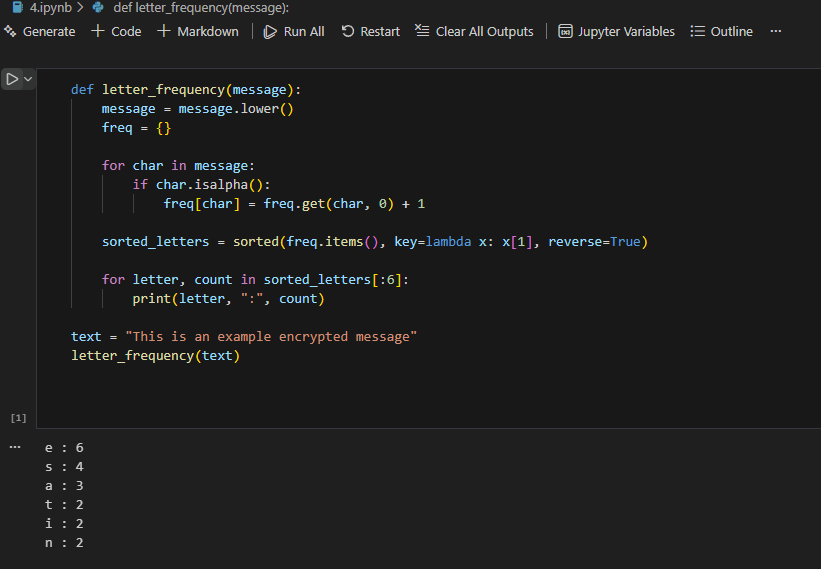 4.ipynb > def letter_frequency(message):
Generate + Code + Markdown | Run All Restart Clear All Outputs | Jupyter Variables Outline ...
def letter_frequency(message):
    message = message.lower()
    freq = {}
    for char in message:
        if char.isalpha():
            freq[char] = freq.get(char, 0) + 1
    sorted_letters = sorted(freq.items(), key=lambda x: x[1], reverse=True)
    for letter, count in sorted_letters[:6]:
        print(letter, ":", count)
text = "This is an example encrypted message"
letter_frequency(text)
[1]
... e : 6
s : 4
a : 3
t : 2
i : 2
n : 2